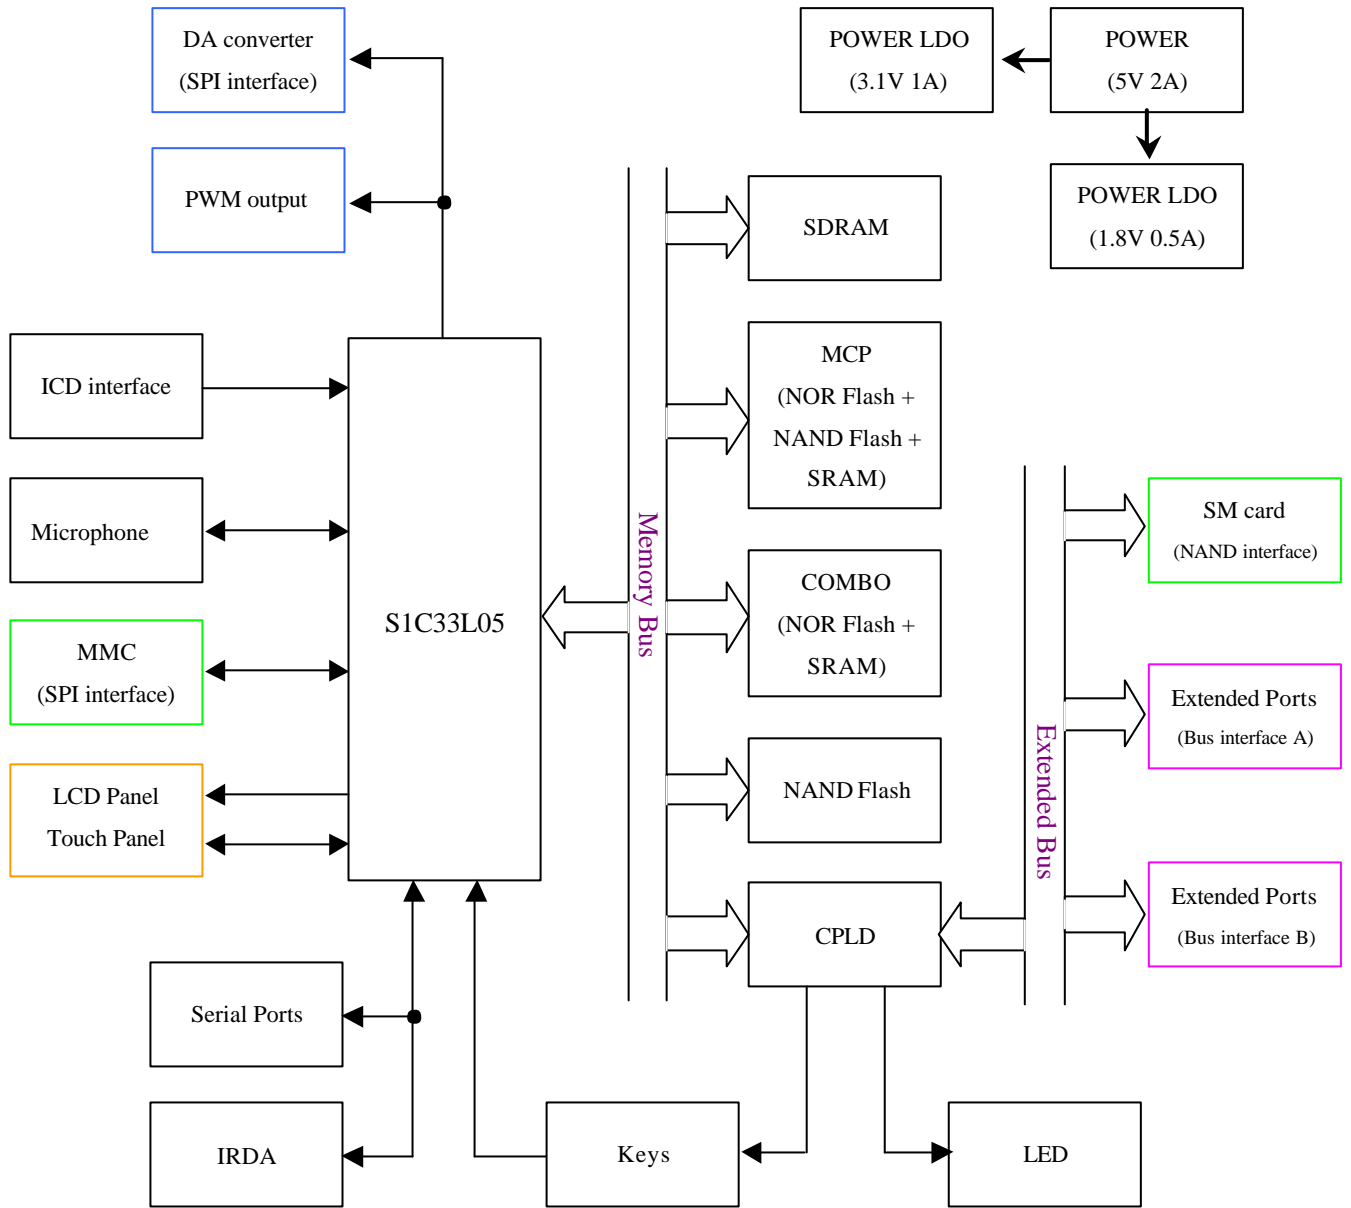 DA converter
(SPI interface)
POWER LDO
(3.1V 1A)
POWER
(5V 2A)
PWM output
SDRAM
POWER LDO
(1.8V 0.5A)
ICD interface
MCP
(NOR Flash +
NAND Flash +
SRAM)
Microphone
SM card
(NAND interface)
S1C33L05
Memory Bus
COMBO
(NOR Flash +
SRAM)
MMC
(SPI interface)
Extended Ports
(Bus interface A)
LCD Panel
Touch Panel
NAND Flash
Extended Bus
CPLD
Extended Ports
(Bus interface B)
Serial Ports
IRDA
Keys
LED